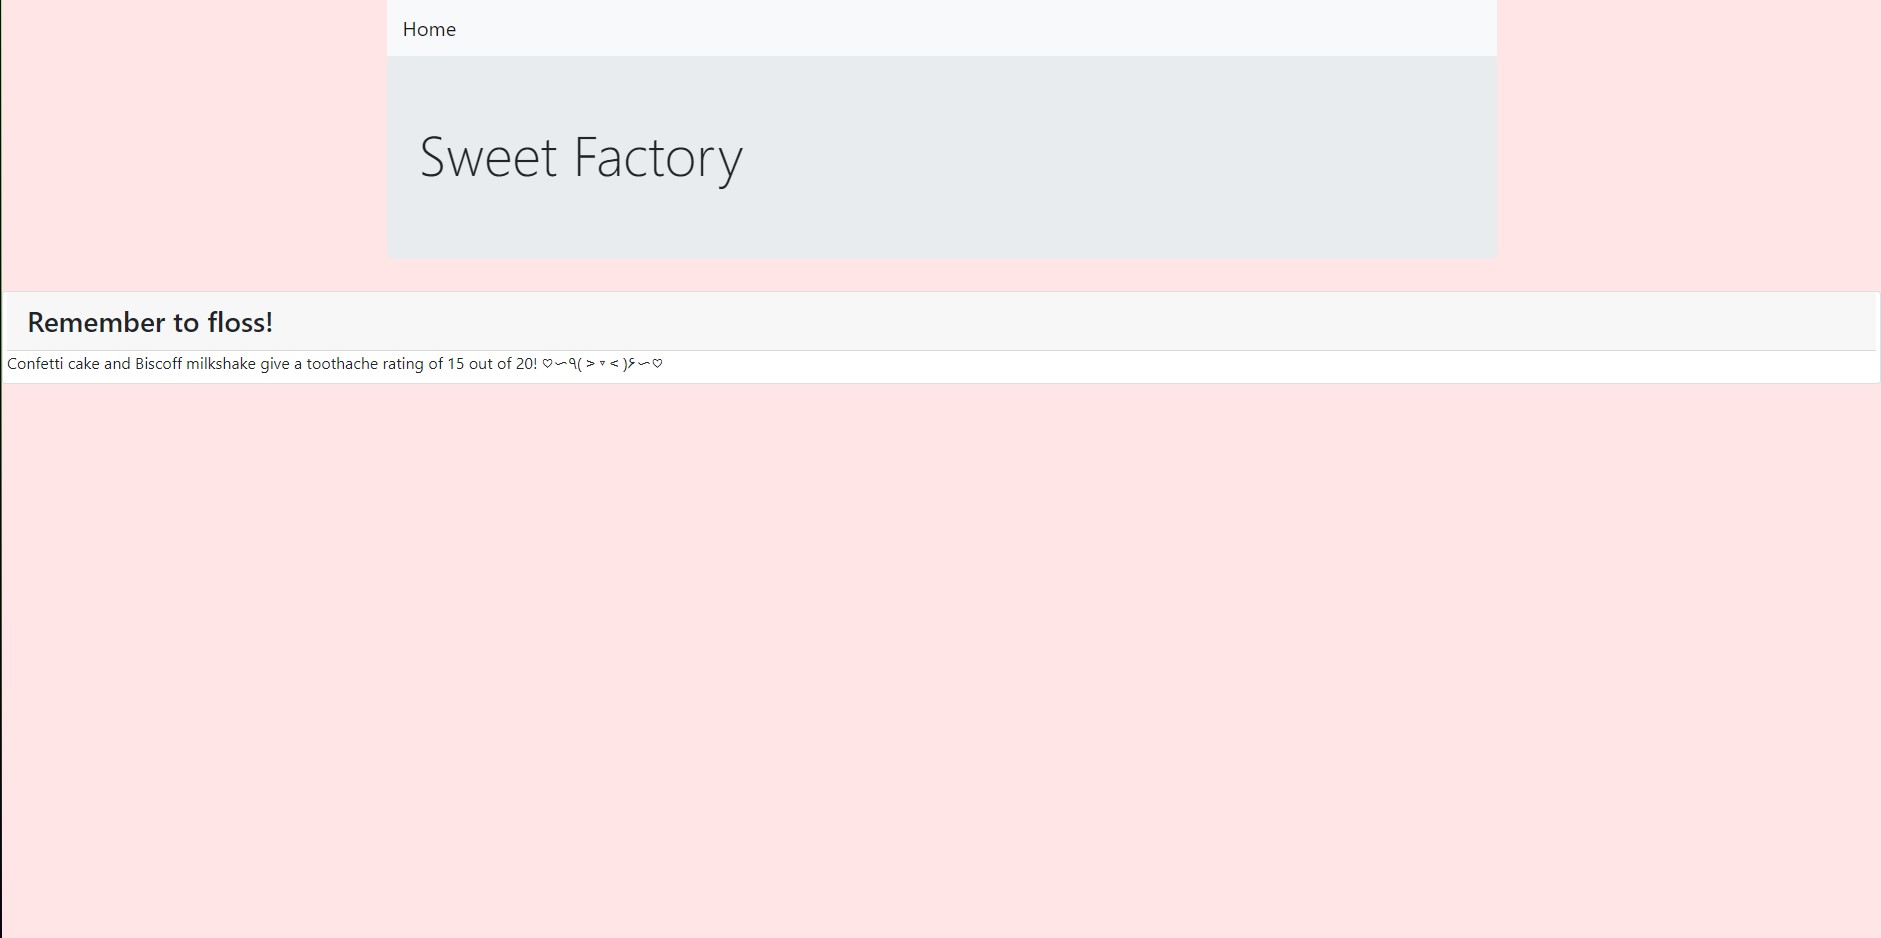 Home
Sweet Factory
Remember to floss!
Confetti cake and Biscoff milkshake give a toothache rating of 15 out of 20! ♡∽٩( > ▿ < )۶∽♡